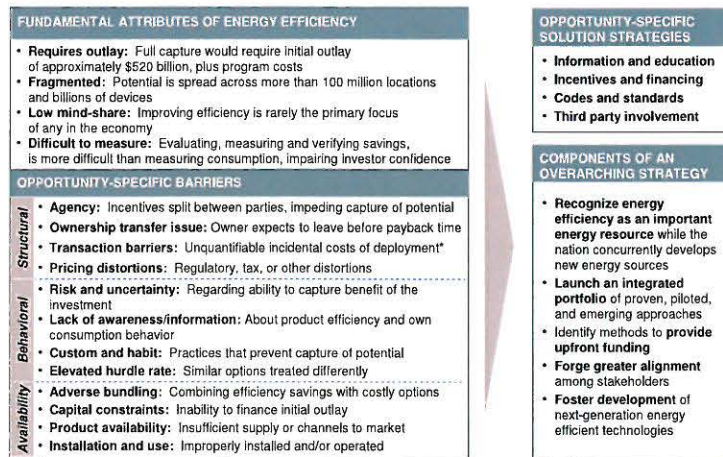 FUNDAMENTAL ATTRIBUTES OF ENERGY EFFICIENCY
• Requires outlay: Full capture would require initial outlay
of approximately $520 billion, plus program costs
• Fragmented: Potential is spread across more than 100 million locations
and billions of devices
• Low mind-share: Improving efficiency is rarely the primary focus
of any in the economy
• Difficult to measure: Evaluating, measuring and verifying savings,
is more difficult than measuring consumption, impairing investor confidence
OPPORTUNITY-SPECIFIC BARRIERS
Structural
• Agency: Incentives split between parties, impeding capture of potential
• Ownership transfer issue: Owner expects to leave before payback time
• Transaction barriers: Unquantifiable incidental costs of deployment*
• Pricing distortions: Regulatory, tax, or other distortions
Behavioral
• Risk and uncertainty: Regarding ability to capture benefit of the
investment
• Lack of awareness/information: About product efficiency and own
consumption behavior
• Custom and habit: Practices that prevent capture of potential
• Elevated hurdle rate: Similar options treated differently
Availability
• Adverse bundling: Combining efficiency savings with costly options
• Capital constraints: Inability to finance initial outlay
• Product availability: Insufficient supply or channels to market
• Installation and use: Improperly installed and/or operated
OPPORTUNITY-SPECIFIC
SOLUTION STRATEGIES
• Information and education
• Incentives and financing
• Codes and standards
• Third party involvement
COMPONENTS OF AN
OVERARCHING STRATEGY
• Recognize energy
efficiency as an important
energy resource while the
nation concurrently develops
new energy sources
• Launch an integrated
portfolio of proven, piloted,
and emerging approaches
• Identify methods to provide
upfront funding
• Forge greater alignment
among stakeholders
• Foster development of
next-generation energy
efficient technologies